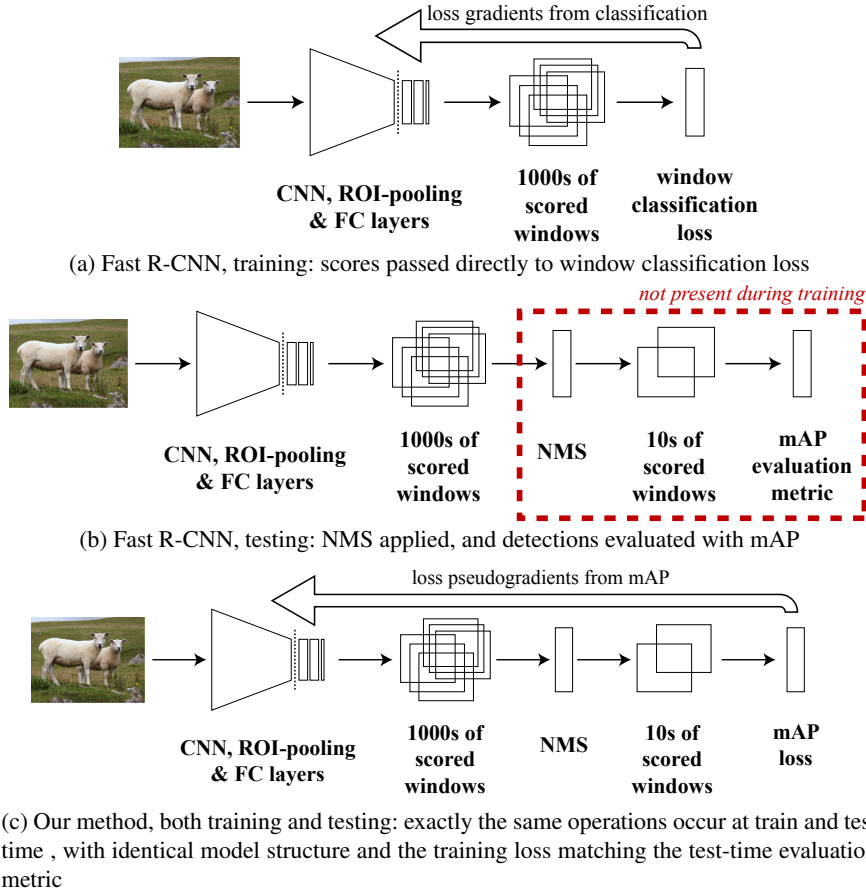 loss gradients from classification
CNN, ROI-pooling
& FC layers
1000s of
scored
windows
window
classification
loss
(a) Fast R-CNN, training: scores passed directly to window classification loss
not present during training
CNN, ROI-pooling
& FC layers
1000s of
scored
windows
NMS
10s of
scored
windows
mAP
evaluation
metric
(b) Fast R-CNN, testing: NMS applied, and detections evaluated with mAP
loss pseudogradients from mAP
CNN, ROI-pooling
& FC layers
1000s of
scored
windows
NMS
10s of
scored
windows
mAP
loss
(c) Our method, both training and testing: exactly the same operations occur at train and tes
time , with identical model structure and the training loss matching the test-time evaluatio
metric